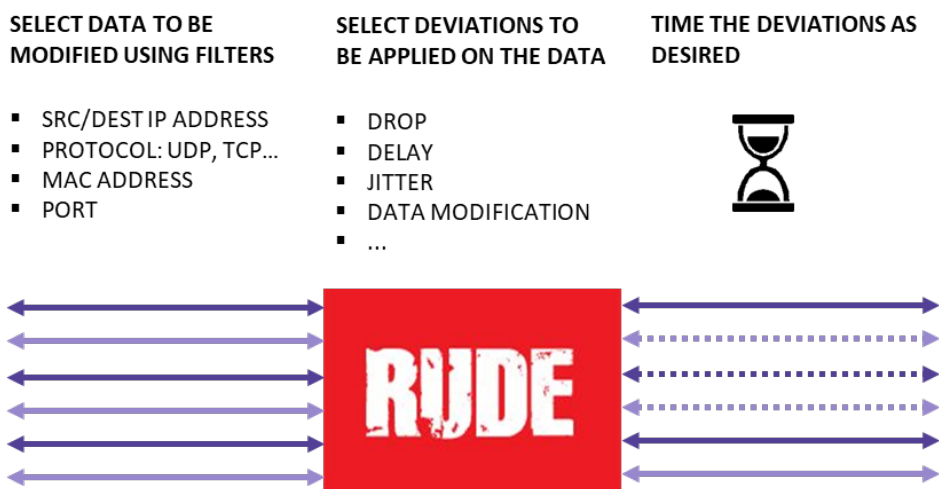 SELECT DATA TO BE
MODIFIED USING FILTERS
▪ SRC/DEST IP ADDRESS
▪ PROTOCOL: UDP, TCP...
▪ MAC ADDRESS
▪ PORT
SELECT DEVIATIONS TO
BE APPLIED ON THE DATA
▪ DROP
▪ DELAY
▪ JITTER
▪ DATA MODIFICATION
▪ ...
TIME THE DEVIATIONS AS
DESIRED
RUDE